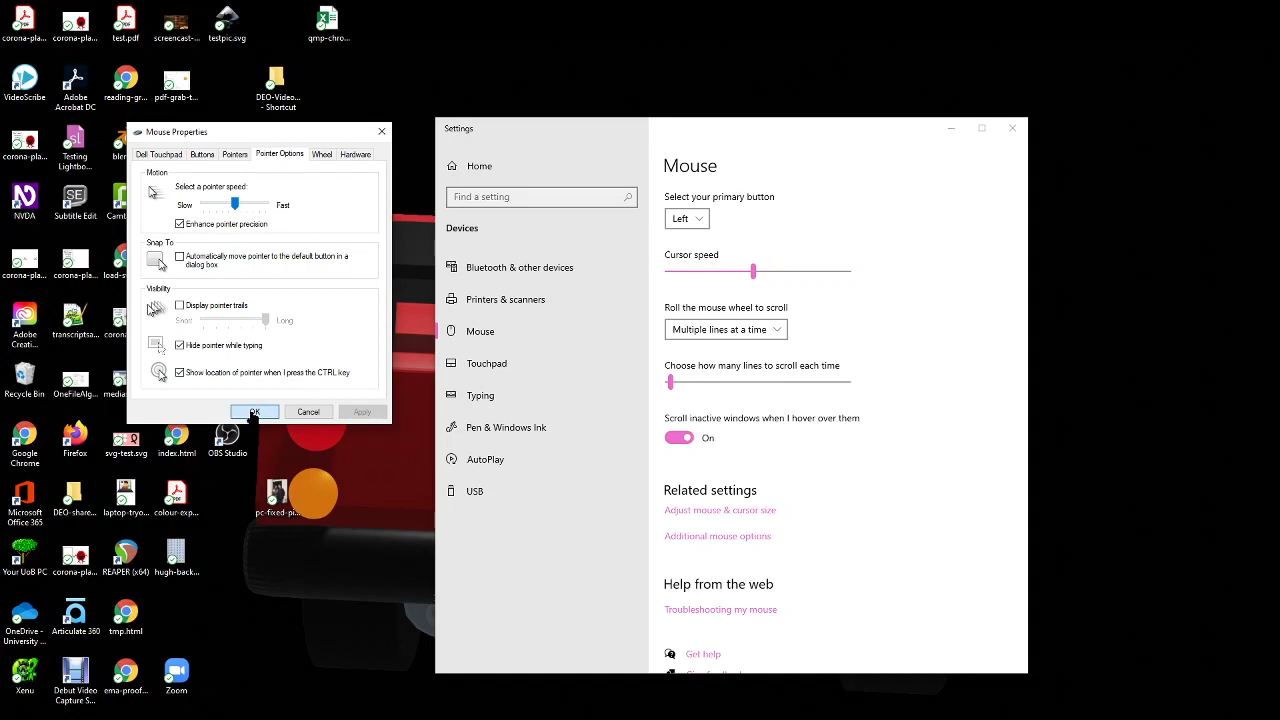 corona-pla...
corona-pla...
test.pdf
screencast-...
testpic.svg
qmp-chro...
VideoScribe
Adobe
Acrobat DC
reading-gr...
pdf-grab-t...
DEO-Video...
- Shortcut
corona-pla...
Testing
Lightbo...
blen
NVDA
Subtitle Edit
Camt
corona-pla...
corona-pla...
load-sv
Adobe
Creati...
transcriptsa...
coron
Recycle Bin
OneFileAlg...
medias
Google
Chrome
Firefox
svg-test.svg
index.html
OBS Studio
Microsoft
Office 365
DEO-share...
laptop-tryo...
colour-exp...
pc-fixed-pi...
Your UoB PC
corona-pla...
REAPER (x64)
hugh-back...
OneDrive -
University ...
Articulate 360
tmp.html
Xenu
Debut Video
Capture S...
ema-proof...
Zoom
Mouse Properties
Dell Touchpad
Buttons
Pointers
Pointer Options
Wheel
Hardware
Motion
Select a pointer speed:
Slow
Fast
Enhance pointer precision
Snap To
Automatically move pointer to the default button in a
dialog box
Visibility
Display pointer trails
Short
Long
Hide pointer while typing
Show location of pointer when I press the CTRL key
OK
Cancel
Apply
Settings
Home
Find a setting
Devices
Bluetooth & other devices
Printers & scanners
Mouse
Touchpad
Typing
Pen & Windows Ink
AutoPlay
USB
Mouse
Select your primary button
Left
Cursor speed
Roll the mouse wheel to scroll
Multiple lines at a time
Choose how many lines to scroll each time
Scroll inactive windows when I hover over them
On
Related settings
Adjust mouse & cursor size
Additional mouse options
Help from the web
Troubleshooting my mouse
Get help